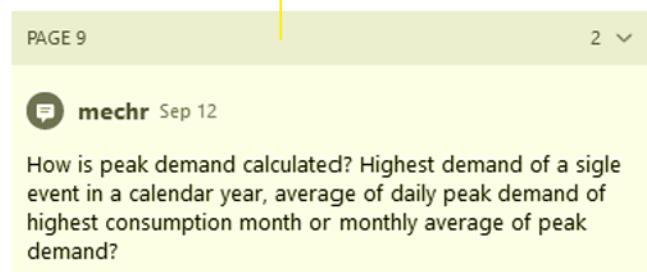 PAGE 9 2
mechr Sep 12
How is peak demand calculated? Highest demand of a sigle
event in a calendar year, average of daily peak demand of
highest consumption month or monthly average of peak
demand?